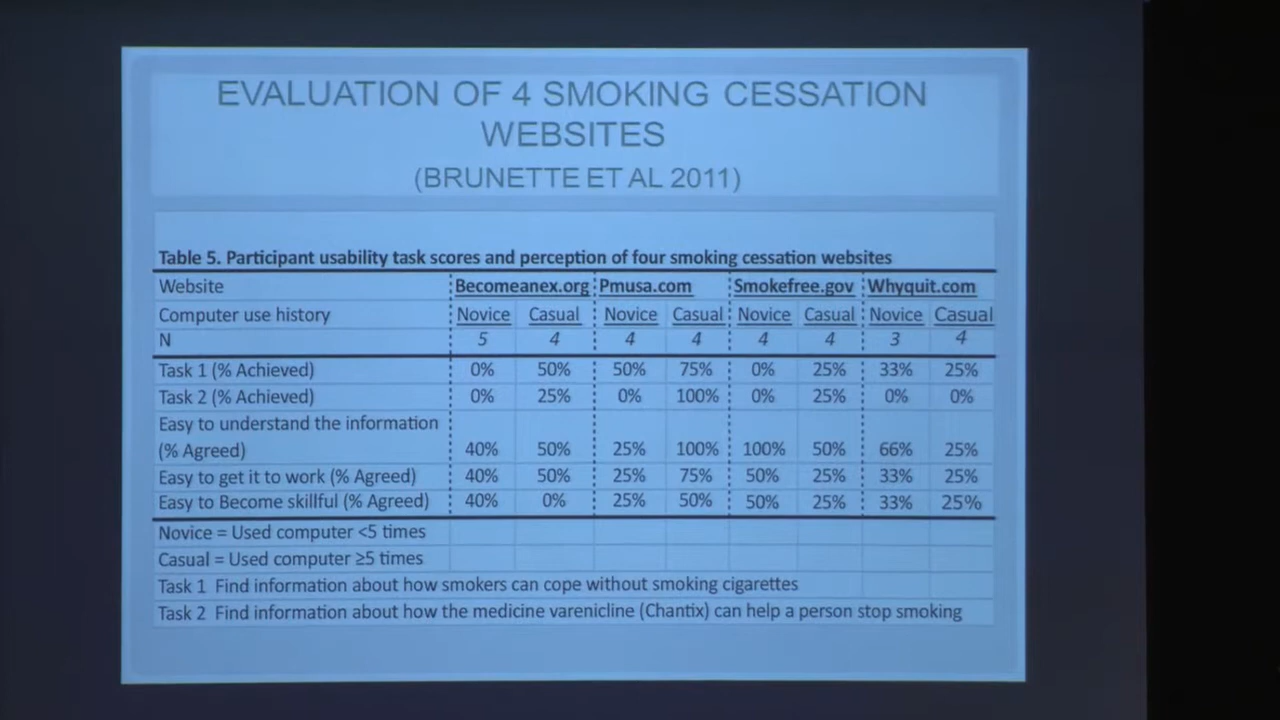 EVALUATION OF 4 SMOKING CESSATION
WEBSITES
(BRUNETTE ET AL 2011)
Table 5. Participant usability task scores and perception of four smoking cessation websites
Website Becomeanex.org Pmusa.com Smokefree.gov Whyquit.com
Computer use history Novice Casual Novice Casual Novice Casual Novice Casual
N 5 4 4 4 4 4 3 4
Task 1 (% Achieved) 0% 50% 50% 75% 0% 25% 33% 25%
Task 2 (% Achieved) 0% 25% 0% 100% 0% 25% 0% 0%
Easy to understand the information
(% Agreed) 40% 50% 25% 100% 100% 50% 66% 25%
Easy to get it to work (% Agreed) 40% 50% 25% 75% 50% 25% 33% 25%
Easy to Become skillful (% Agreed) 40% 0% 25% 50% 50% 25% 33% 25%
Novice = Used computer <5 times
Casual = Used computer ≥5 times
Task 1 Find information about how smokers can cope without smoking cigarettes
Task 2 Find information about how the medicine varenicline (Chantix) can help a person stop smoking